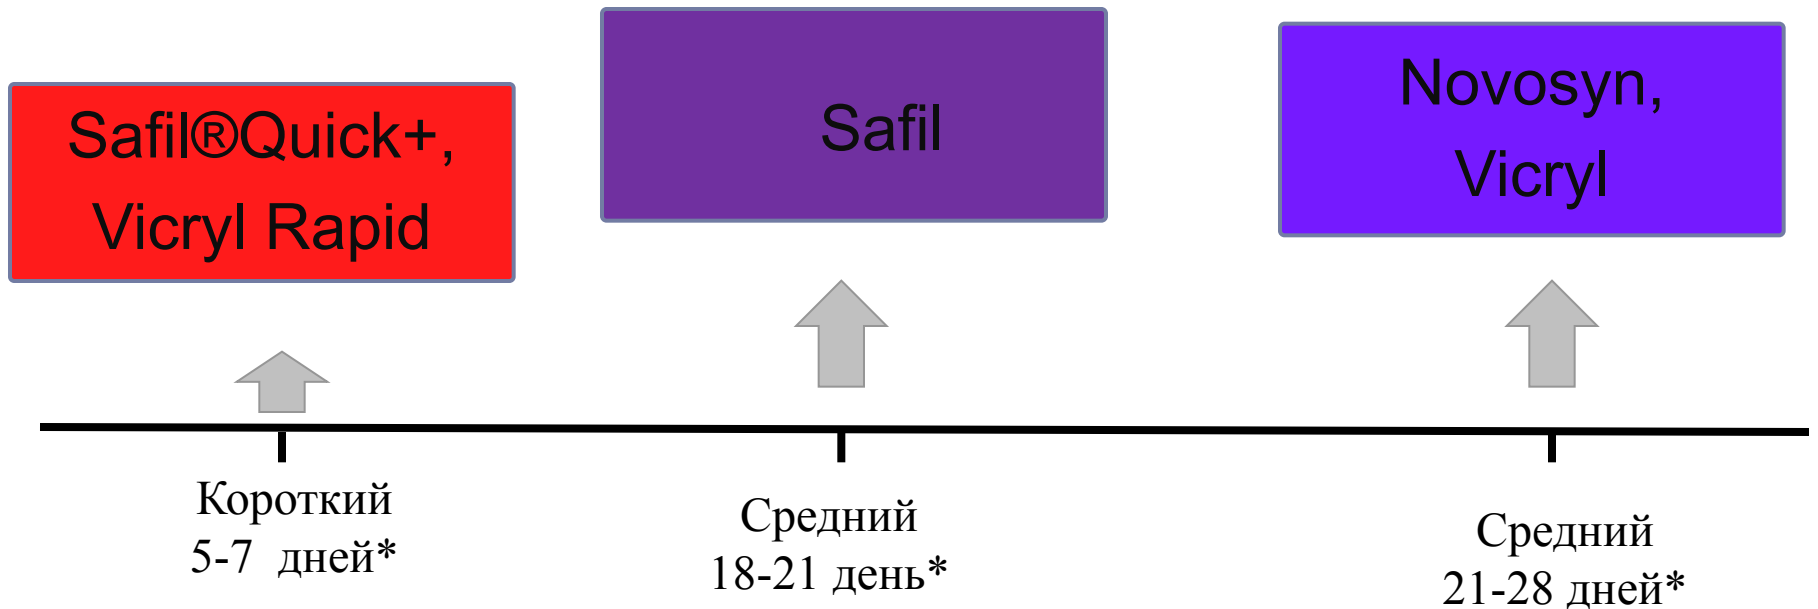 Safil®Quick+,
Vicryl Rapid
Safil
Novosyn,
Vicryl
Короткий
5-7 дней*
Средний
18-21 день*
Средний
21-28 дней*